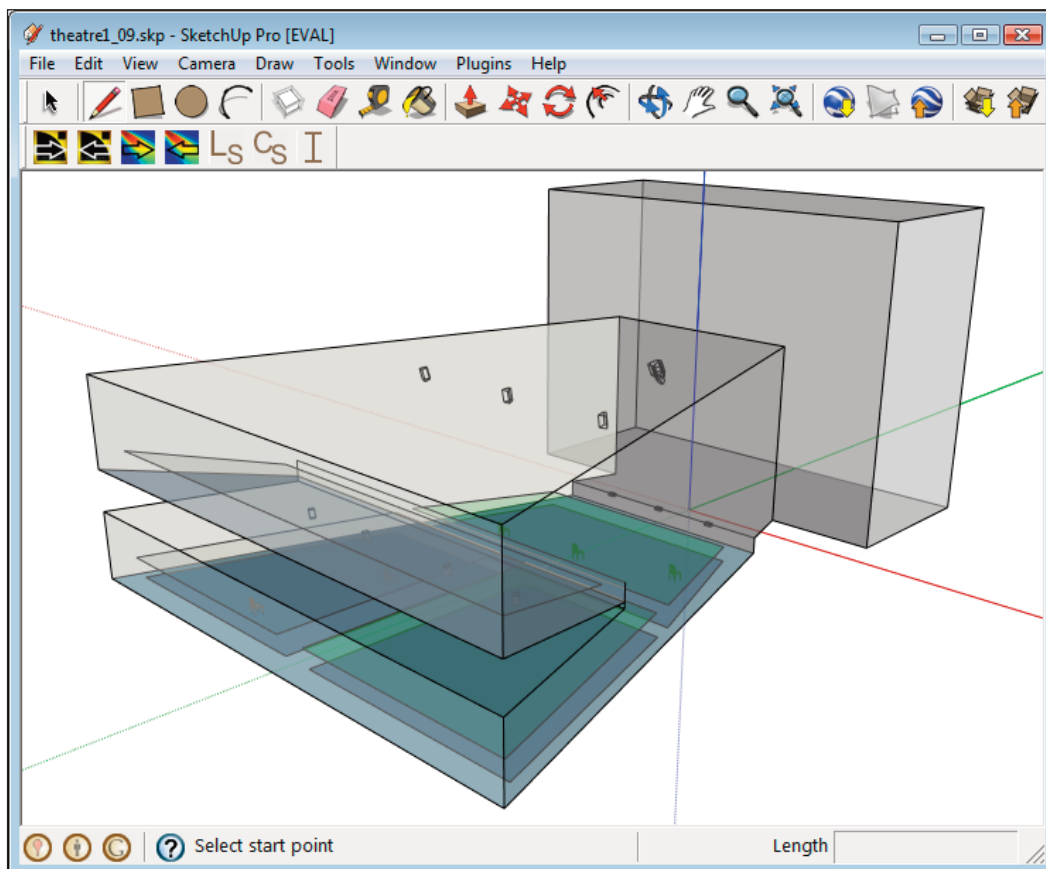 theatre1_09.skp - SketchUp Pro [EVAL]
File Edit View Camera Draw Tools Window Plugins Help
LS CS I
Select start point Length